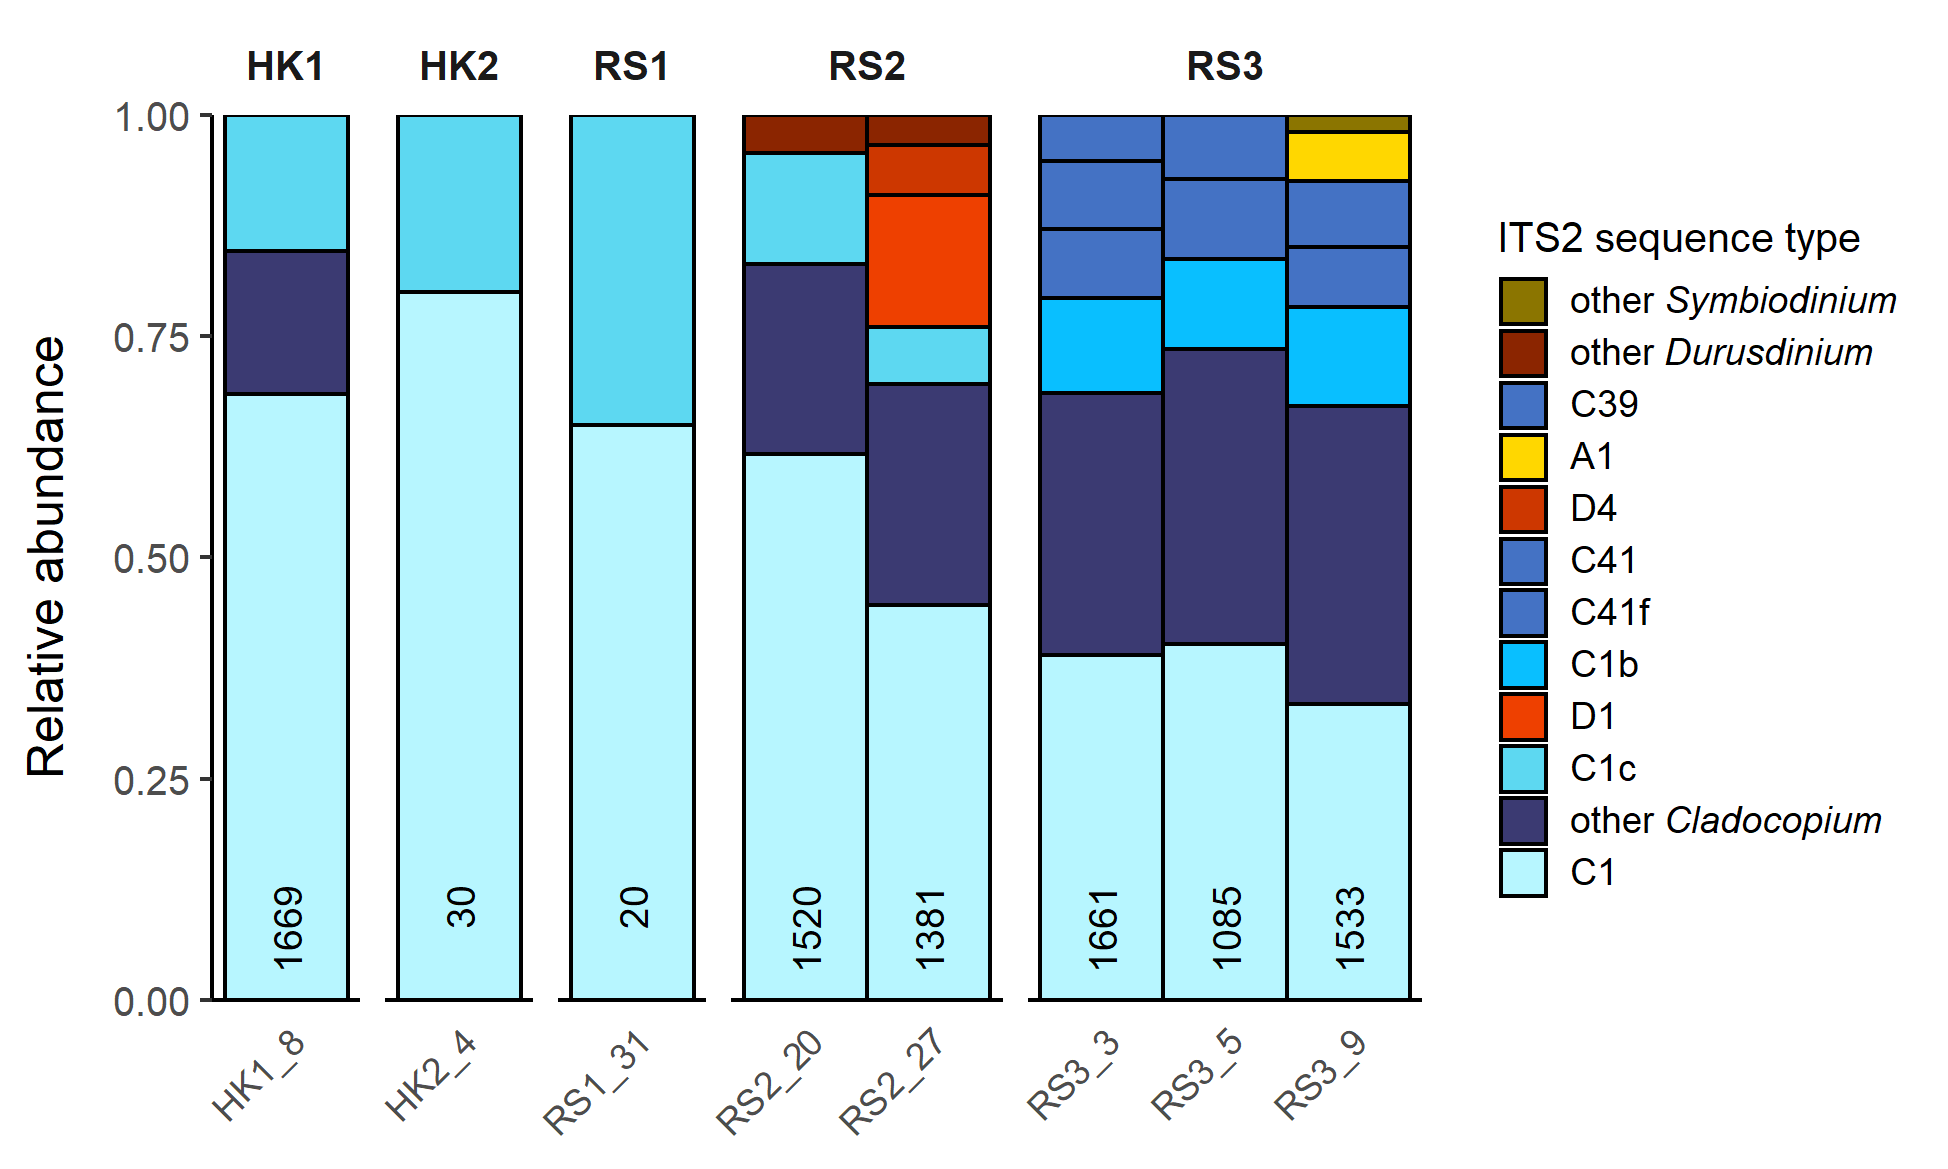 HK1 HK2 RS1 RS2 RS3
1.00
0.75
0.50
0.25
0.00
Relative abundance
1669 30 20 1520 1381 1661 1085 1533
HK1_8 HK2_4 RS1_31 RS2_20 RS2_27 RS3_3 RS3_5 RS3_9
ITS2 sequence type
other Symbiodinium
other Durusdinium
C39
A1
D4
C41
C41f
C1b
D1
C1c
other Cladocopium
C1